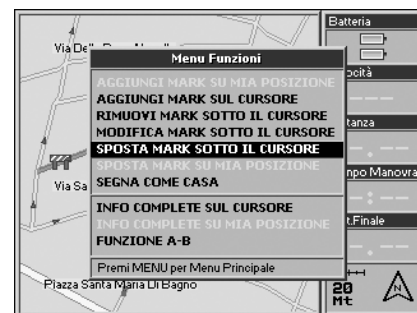 Batteria
Via De
Menu Funzioni
AGGIUNGI MARK SU MIA POSIZIONE
AGGIUNGI MARK SUL CURSORE
RIMUOVI MARK SOTTO IL CURSORE
MODIFICA MARK SOTTO IL CURSORE
SPOSTA MARK SOTTO IL CURSORE
SPOSTA MARK SU MIA POSIZIONE
SEGNA COME CASA
INFO COMPLETE SUL CURSORE
INFO COMPLETE SU MIA POSIZIONE
FUNZIONE A-B
Premi MENU per Menu Principale
ocità
tanza
npo Manovra
t.Finale
Via Sa
Piazza Santa Maria Di Bagno
20
Mt
N